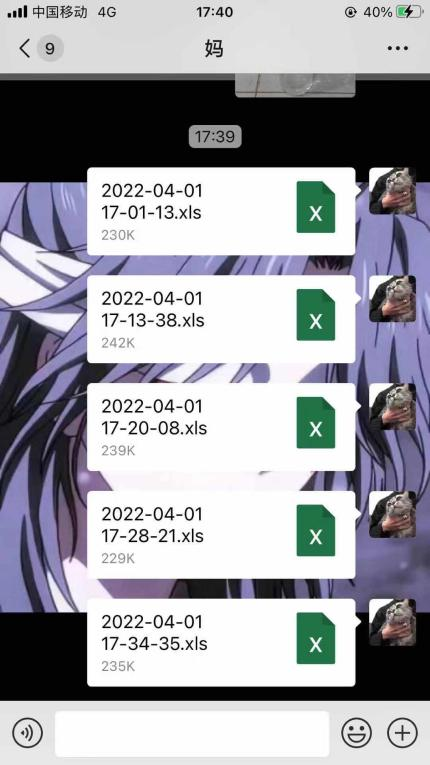 中国移动 4G 17:40 40%
9 妈
17:39
2022-04-01
17-01-13.xls
230K
X
2022-04-01
17-13-38.xls
242K
X
2022-04-01
17-20-08.xls
239K
X
2022-04-01
17-28-21.xls
229K
X
2022-04-01
17-34-35.xls
235K
X